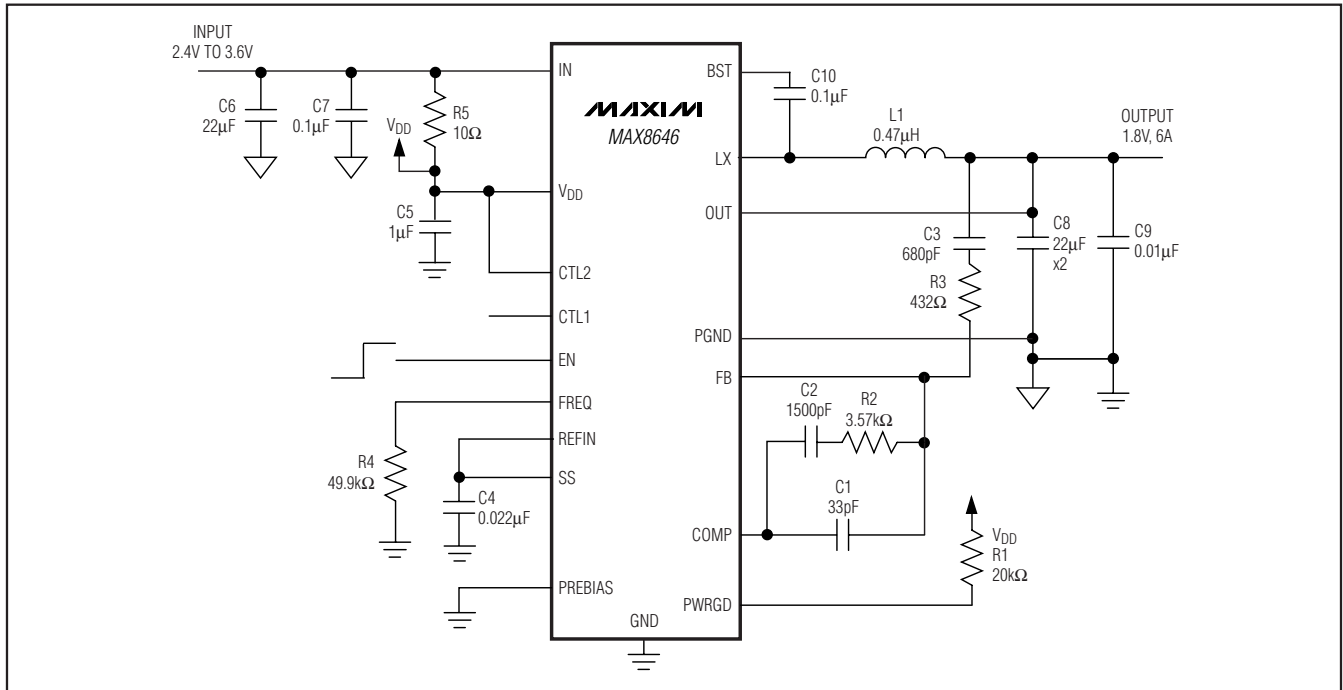 INPUT
2.4V TO 3.6V
C6
22μF
C7
0.1μF
R5
10Ω
VDD
C5
1μF
IN
VDD
CTL2
CTL1
EN
FREQ
REFIN
SS
PREBIAS
R4
49.9kΩ
C4
0.022μF
MAXIM
MAX8646
GND
BST
LX
OUT
PGND
FB
COMP
PWRGD
C10
0.1μF
L1
0.47μH
OUTPUT
1.8V, 6A
C3
680pF
R3
432Ω
C8
22μF
x2
C9
0.01μF
C2
1500pF
R2
3.57kΩ
C1
33pF
VDD
R1
20kΩ